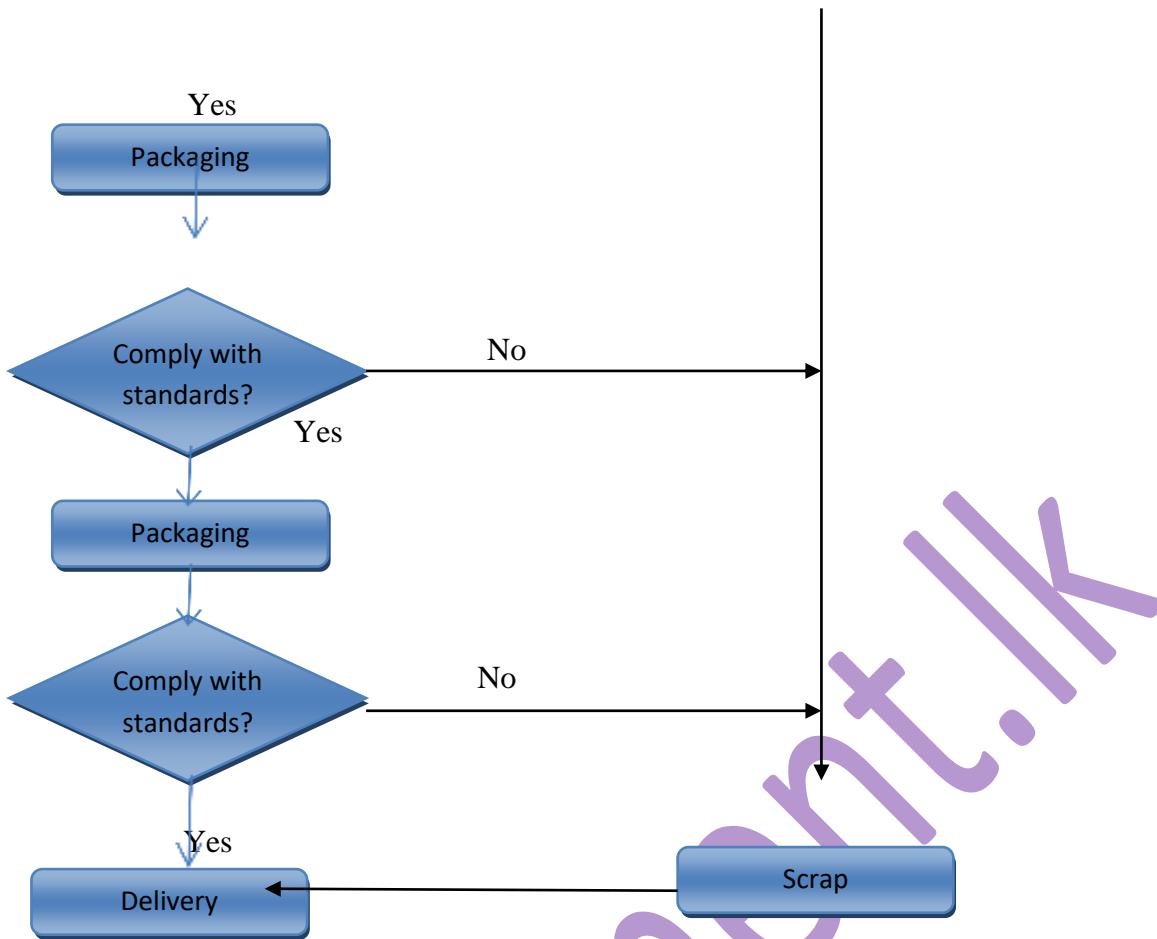 Yes
Packaging
Comply with
standards?
No
Yes
Packaging
Comply with
standards?
No
Yes
Delivery
Scrap